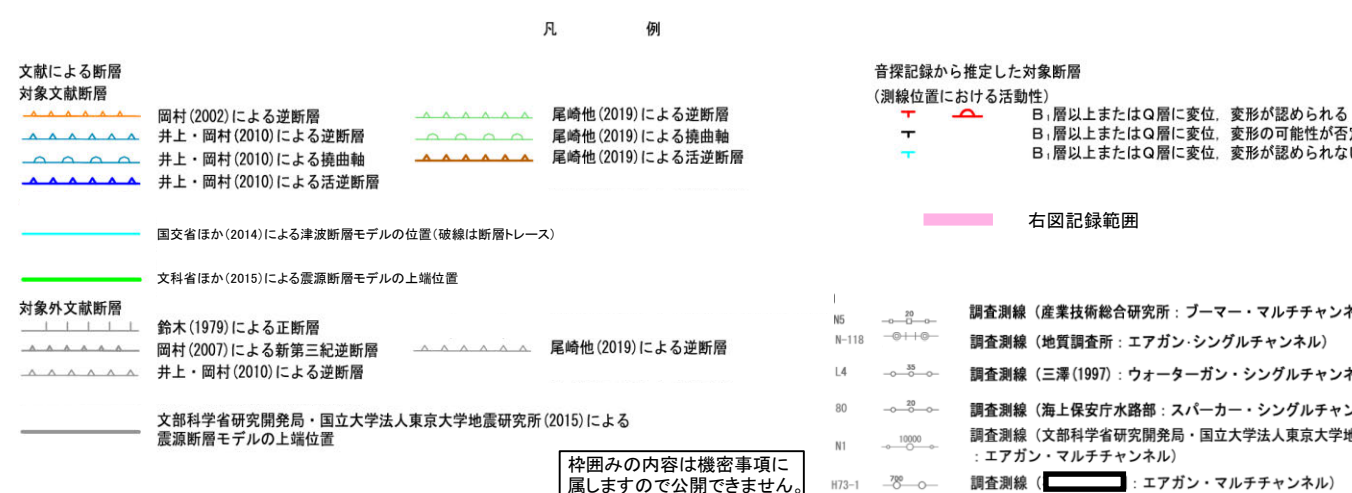 凡 例
文献による断層
対象文献断層
岡村(2002)による逆断層
井上・岡村(2010)による逆断層
井上・岡村(2010)による撓曲軸
井上・岡村(2010)による活逆断層
尾崎他(2019)による逆断層
尾崎他(2019)による撓曲軸
尾崎他(2019)による活逆断層
国交省ほか(2014)による津波断層モデルの位置(破線は断層トレース)
文科省ほか(2015)による震源断層モデルの上端位置
対象外文献断層
鈴木(1979)による正断層
岡村(2007)による新第三紀逆断層
井上・岡村(2010)による逆断層
尾崎他(2019)による逆断層
文部科学省研究開発局・国立大学法人東京大学地震研究所(2015)による
震源断層モデルの上端位置
枠囲みの内容は機密事項に
属しますので公開できません。
音探記録から推定した対象断層
(測線位置における活動性)
B₁層以上またはQ層に変位,変形が認められる
B₁層以上またはQ層に変位,変形の可能性が否
B₁層以上またはQ層に変位,変形が認められな
右図記録範囲
N5 20 調査測線(産業技術総合研究所:ブーマー・マルチチャンネ
N-118 調査測線(地質調査所:エアガン・シングルチャンネル)
L4 35 調査測線(三澤(1997):ウォーターガン・シングルチャンネ
80 20 調査測線(海上保安庁水路部:スパーカー・シングルチャン
N1 10000 調査測線(文部科学省研究開発局・国立大学法人東京大学地
:エアガン・マルチチャンネル)
H73-1 700 調査測線( :エアガン・マルチチャンネル)